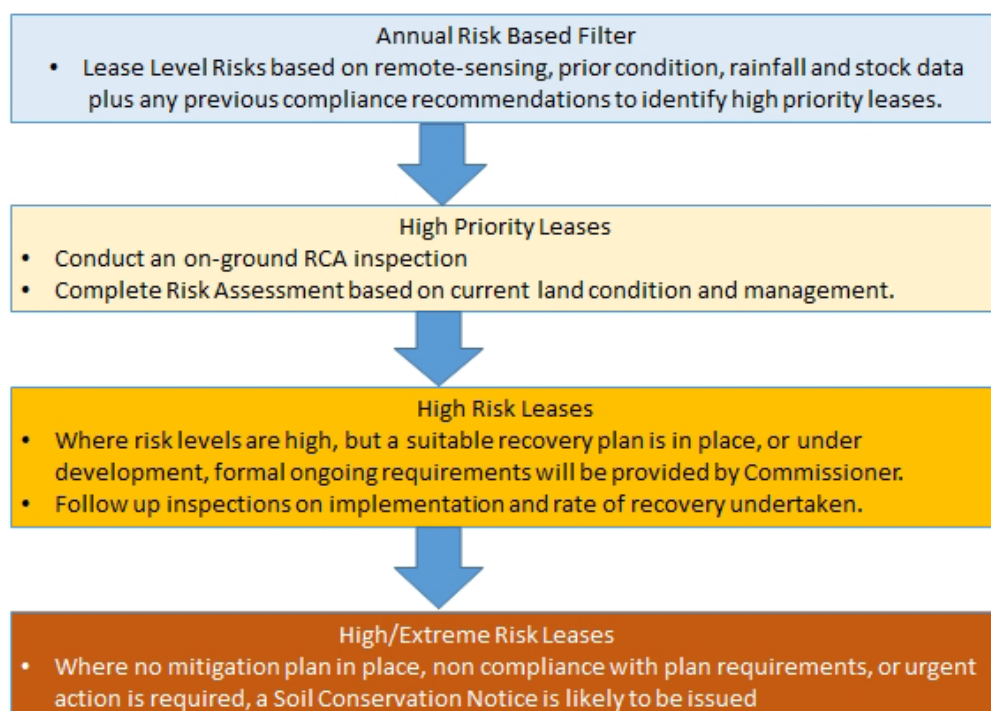 Annual Risk Based Filter
• Lease Level Risks based on remote-sensing, prior condition, rainfall and stock data
plus any previous compliance recommendations to identify high priority leases.
High Priority Leases
• Conduct an on-ground RCA inspection
• Complete Risk Assessment based on current land condition and management.
High Risk Leases
• Where risk levels are high, but a suitable recovery plan is in place, or under
development, formal ongoing requirements will be provided by Commissioner.
• Follow up inspections on implementation and rate of recovery undertaken.
High/Extreme Risk Leases
• Where no mitigation plan in place, non compliance with plan requirements, or urgent
action is required, a Soil Conservation Notice is likely to be issued